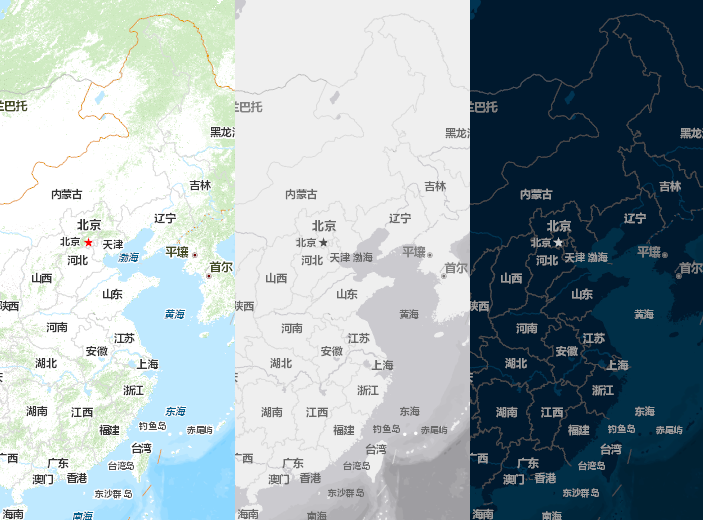 兰巴托
黑龙
吉林
内蒙古
辽宁
北京
北京
天津
平壤
渤海
河北
首尔
山西
山东
陕西
黄海
河南
江苏
安徽
湖北
上海
浙江
湖南
江西
东海
福建
钓鱼岛
赤尾屿
台湾
广西
广东
台湾岛
澳门
香港
东沙群岛
海南
南海
兰巴托
黑龙
吉林
内蒙古
辽宁
北京
北京
平壤
河北
天津
渤海
首尔
山西
山东
陕西
黄海
河南
江苏
安徽
湖北
上海
浙江
湖南
江西
东海
福建
钓鱼岛
赤尾屿
台湾
广西
广东
台湾岛
澳门
香港
东沙群岛
海南
兰巴托
黑龙
吉林
内蒙古
辽宁
北京
北京
平壤
河北
天津
渤海
首尔
山西
山东
陕西
黄海
河南
江苏
安徽
湖北
上海
浙江
湖南
江西
东海
福建
钓鱼岛
赤尾屿
台湾
广西
广东
台湾岛
澳门
香港
东沙群岛
海南
南海